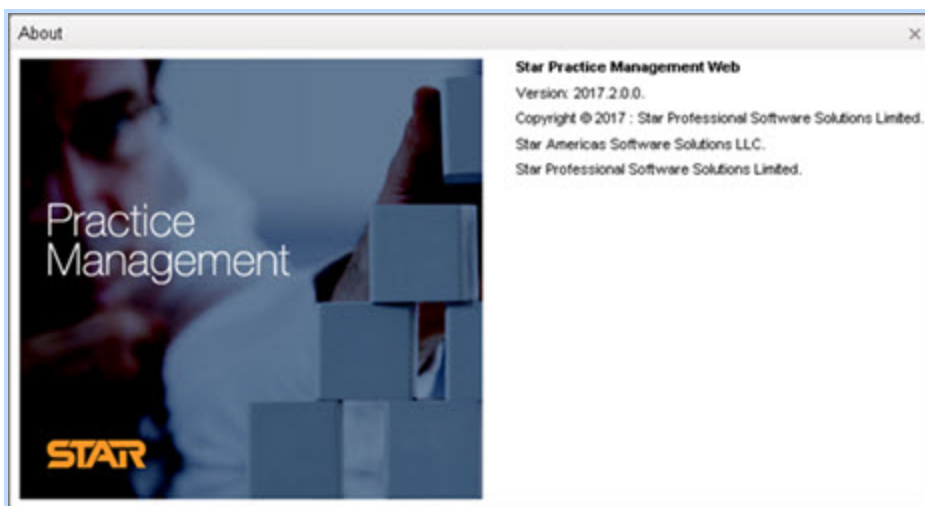 About
Practice
Management
STAR
Star Practice Management Web
Version: 2017.2.0.0.
Copyright © 2017 : Star Professional Software Solutions Limited.
Star Americas Software Solutions LLC.
Star Professional Software Solutions Limited.